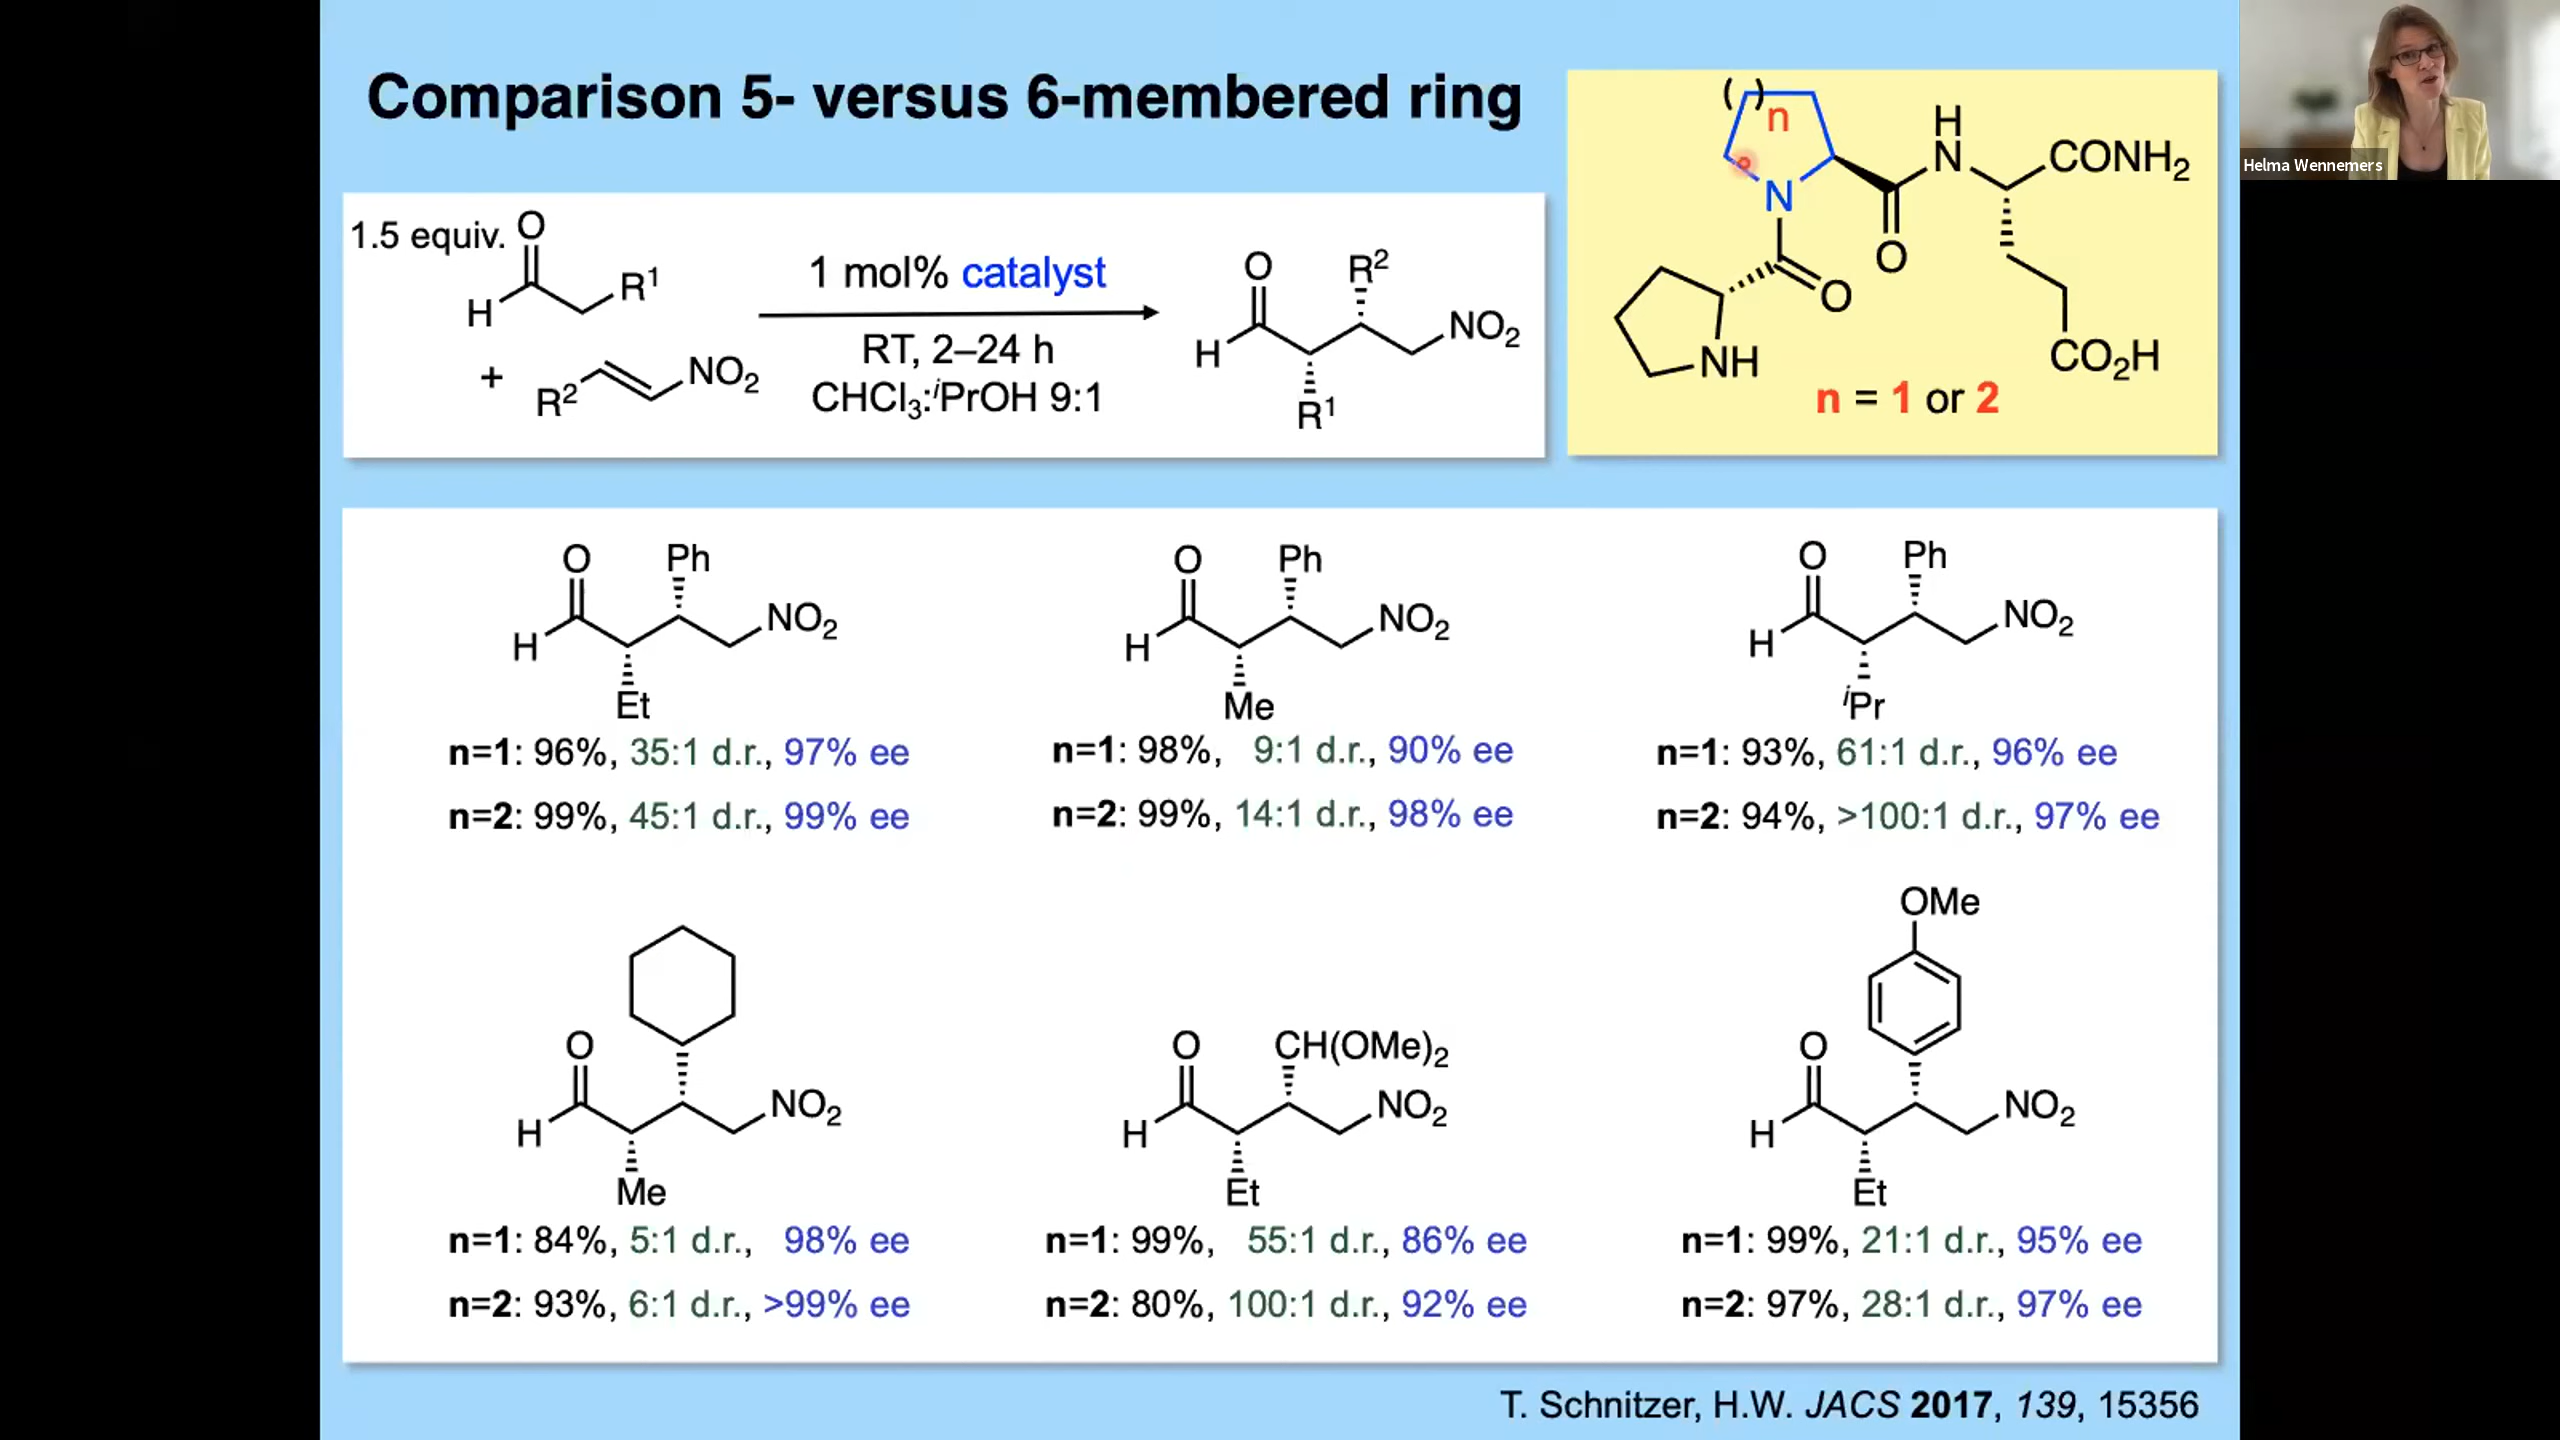 Comparison 5- versus 6-membered ring
Helma Wennemers
1.5 equiv.
O
H
R¹
+
R²
NO₂
1 mol% catalyst
RT, 2–24 h
CHCl₃:ⁱPrOH 9:1
O
R²
H
NO₂
R¹
( )n
N
H
N
CONH₂
O
O
NH
CO₂H
n = 1 or 2
O
Ph
H
NO₂
Et
n=1: 96%, 35:1 d.r., 97% ee
n=2: 99%, 45:1 d.r., 99% ee
O
Ph
H
NO₂
Me
n=1: 98%, 9:1 d.r., 90% ee
n=2: 99%, 14:1 d.r., 98% ee
O
Ph
H
NO₂
ⁱPr
n=1: 93%, 61:1 d.r., 96% ee
n=2: 94%, >100:1 d.r., 97% ee
O
H
NO₂
Me
n=1: 84%, 5:1 d.r., 98% ee
n=2: 93%, 6:1 d.r., >99% ee
O
CH(OMe)₂
H
NO₂
Et
n=1: 99%, 55:1 d.r., 86% ee
n=2: 80%, 100:1 d.r., 92% ee
OMe
O
H
NO₂
Et
n=1: 99%, 21:1 d.r., 95% ee
n=2: 97%, 28:1 d.r., 97% ee
T. Schnitzer, H.W. JACS 2017, 139, 15356